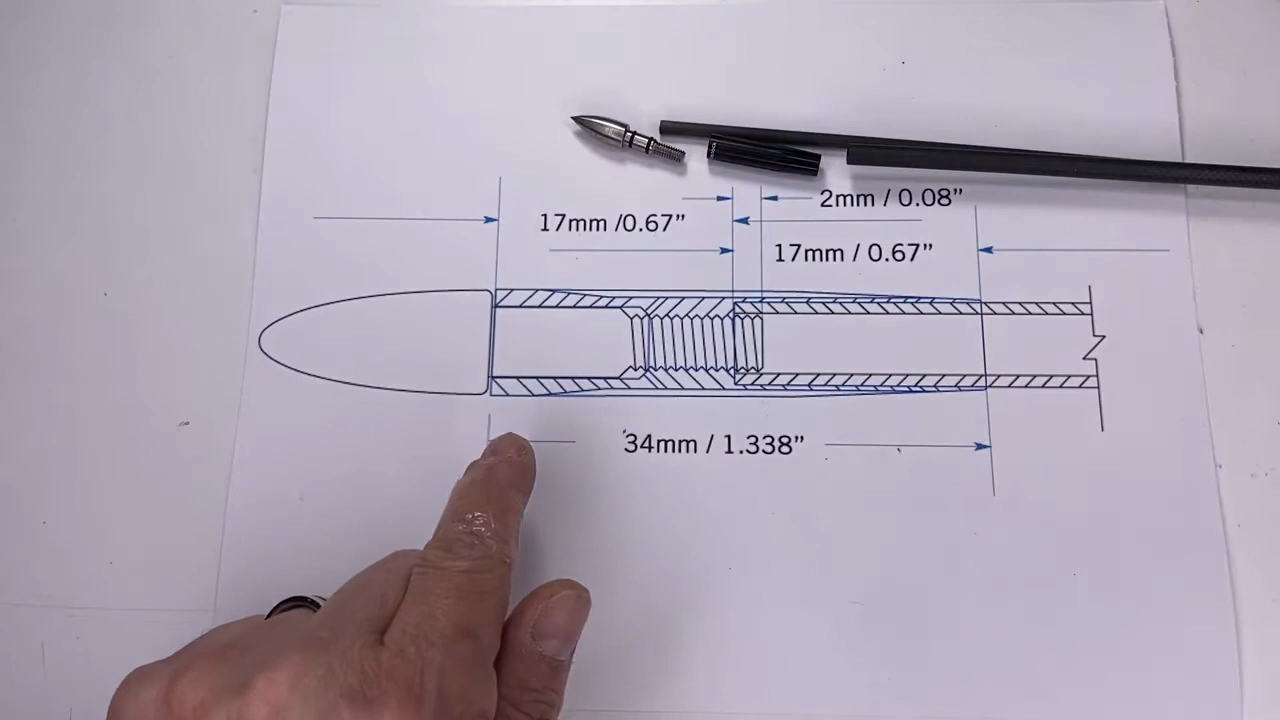 2mm / 0.08”
17mm /0.67”
17mm / 0.67”
34mm / 1.338”